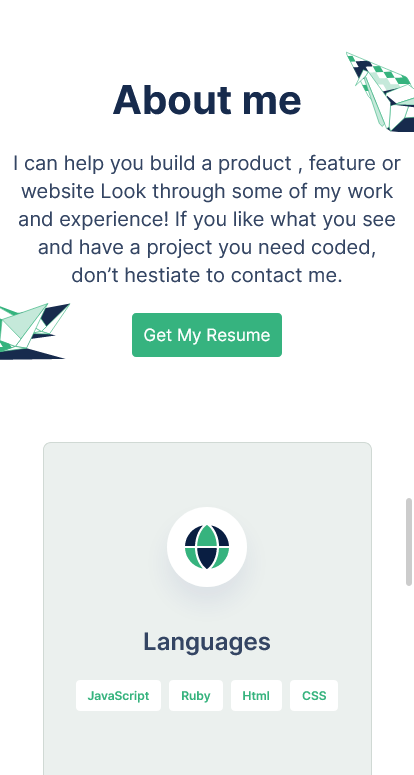 About me
I can help you build a product , feature or
website Look through some of my work
and experience! If you like what you see
and have a project you need coded,
don’t hestiate to contact me.
Get My Resume
Languages
JavaScript Ruby Html CSS